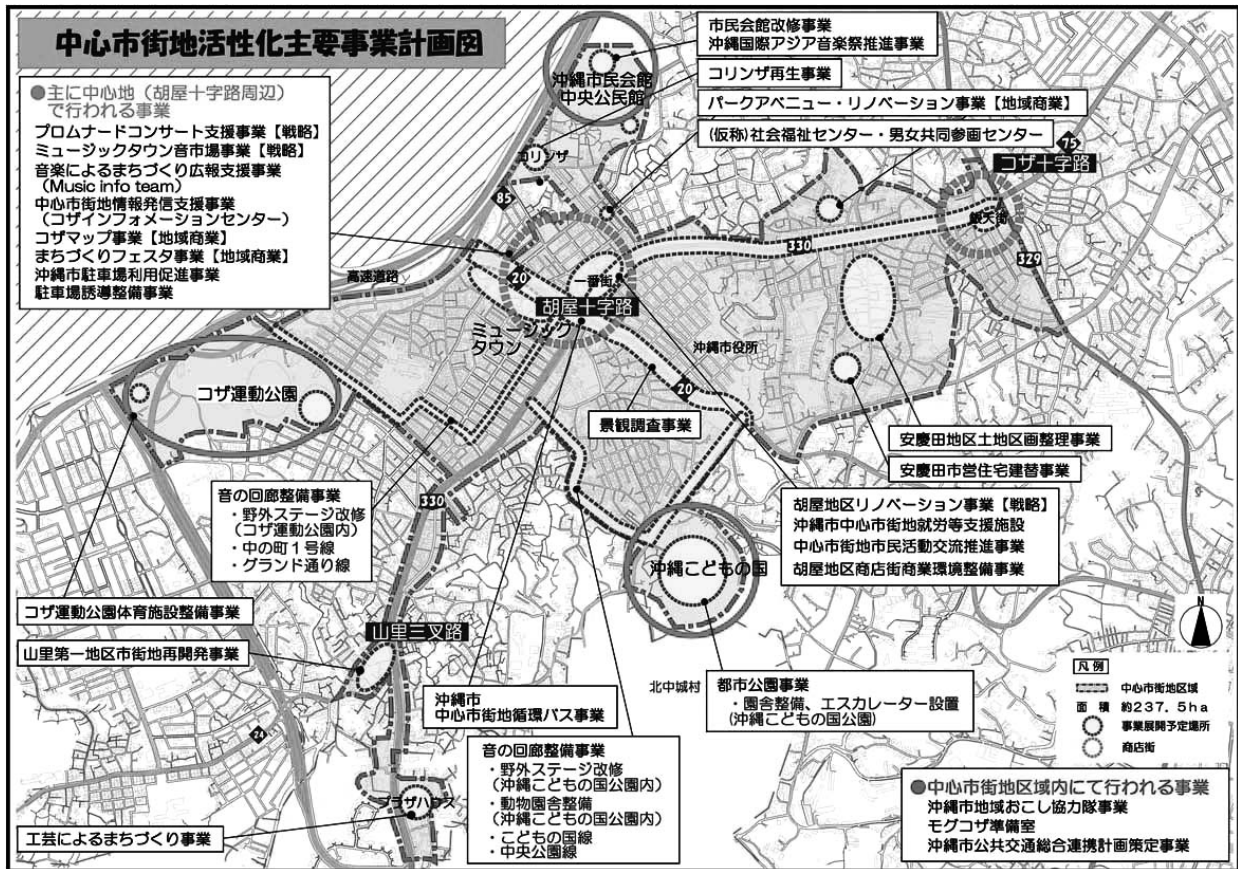 中心市街地活性化主要事業計画図
●主に中心地（胡屋十字路周辺）
で行われる事業
プロムナードコンサート支援事業【戦略】
ミュージックタウン音市場事業【戦略】
音楽によるまちづくり広報支援事業
（Music info team）
中心市街地情報発信支援事業
（コザインフォメーションセンター）
コザマップ事業【地域商業】
まちづくりフェスタ事業【地域商業】
沖縄市駐車場利用促進事業
駐車場誘導整備事業
市民会館改修事業
沖縄国際アジア音楽祭推進事業
コリンザ再生事業
パークアベニュー・リノベーション事業【地域商業】
(仮称)社会福祉センター・男女共同参画センター
沖縄市民会館
中央公民館
コリンザ
75
コザ十字路
銀天街
85
330
329
高速道路
20
一番街
胡屋十字路
ミュージック
タウン
沖縄市役所
20
コザ運動公園
景観調査事業
安慶田地区土地区画整理事業
安慶田市営住宅建替事業
音の回廊整備事業
・野外ステージ改修
（コザ運動公園内）
・中の町１号線
・グランド通り線
330
胡屋地区リノベーション事業【戦略】
沖縄市中心市街地就労等支援施設
中心市街地市民活動交流推進事業
胡屋地区商店街商業環境整備事業
沖縄こどもの国
コザ運動公園体育施設整備事業
山里三叉路
山里第一地区市街地再開発事業
沖縄市
中心市街地循環バス事業
北中城村
都市公園事業
・園舎整備、エスカレーター設置
(沖縄こどもの国公園)
24
音の回廊整備事業
・野外ステージ改修
（沖縄こどもの国公園内）
・動物園舎整備
（沖縄こどもの国公園内）
・こどもの国線
・中央公園線
プラザハウス
工芸によるまちづくり事業
N
凡例
中心市街地区域
面積 約237.5ha
事業展開予定場所
商店街
●中心市街地区域内にて行われる事業
沖縄市地域おこし協力隊事業
モグコザ準備室
沖縄市公共交通総合連携計画策定事業